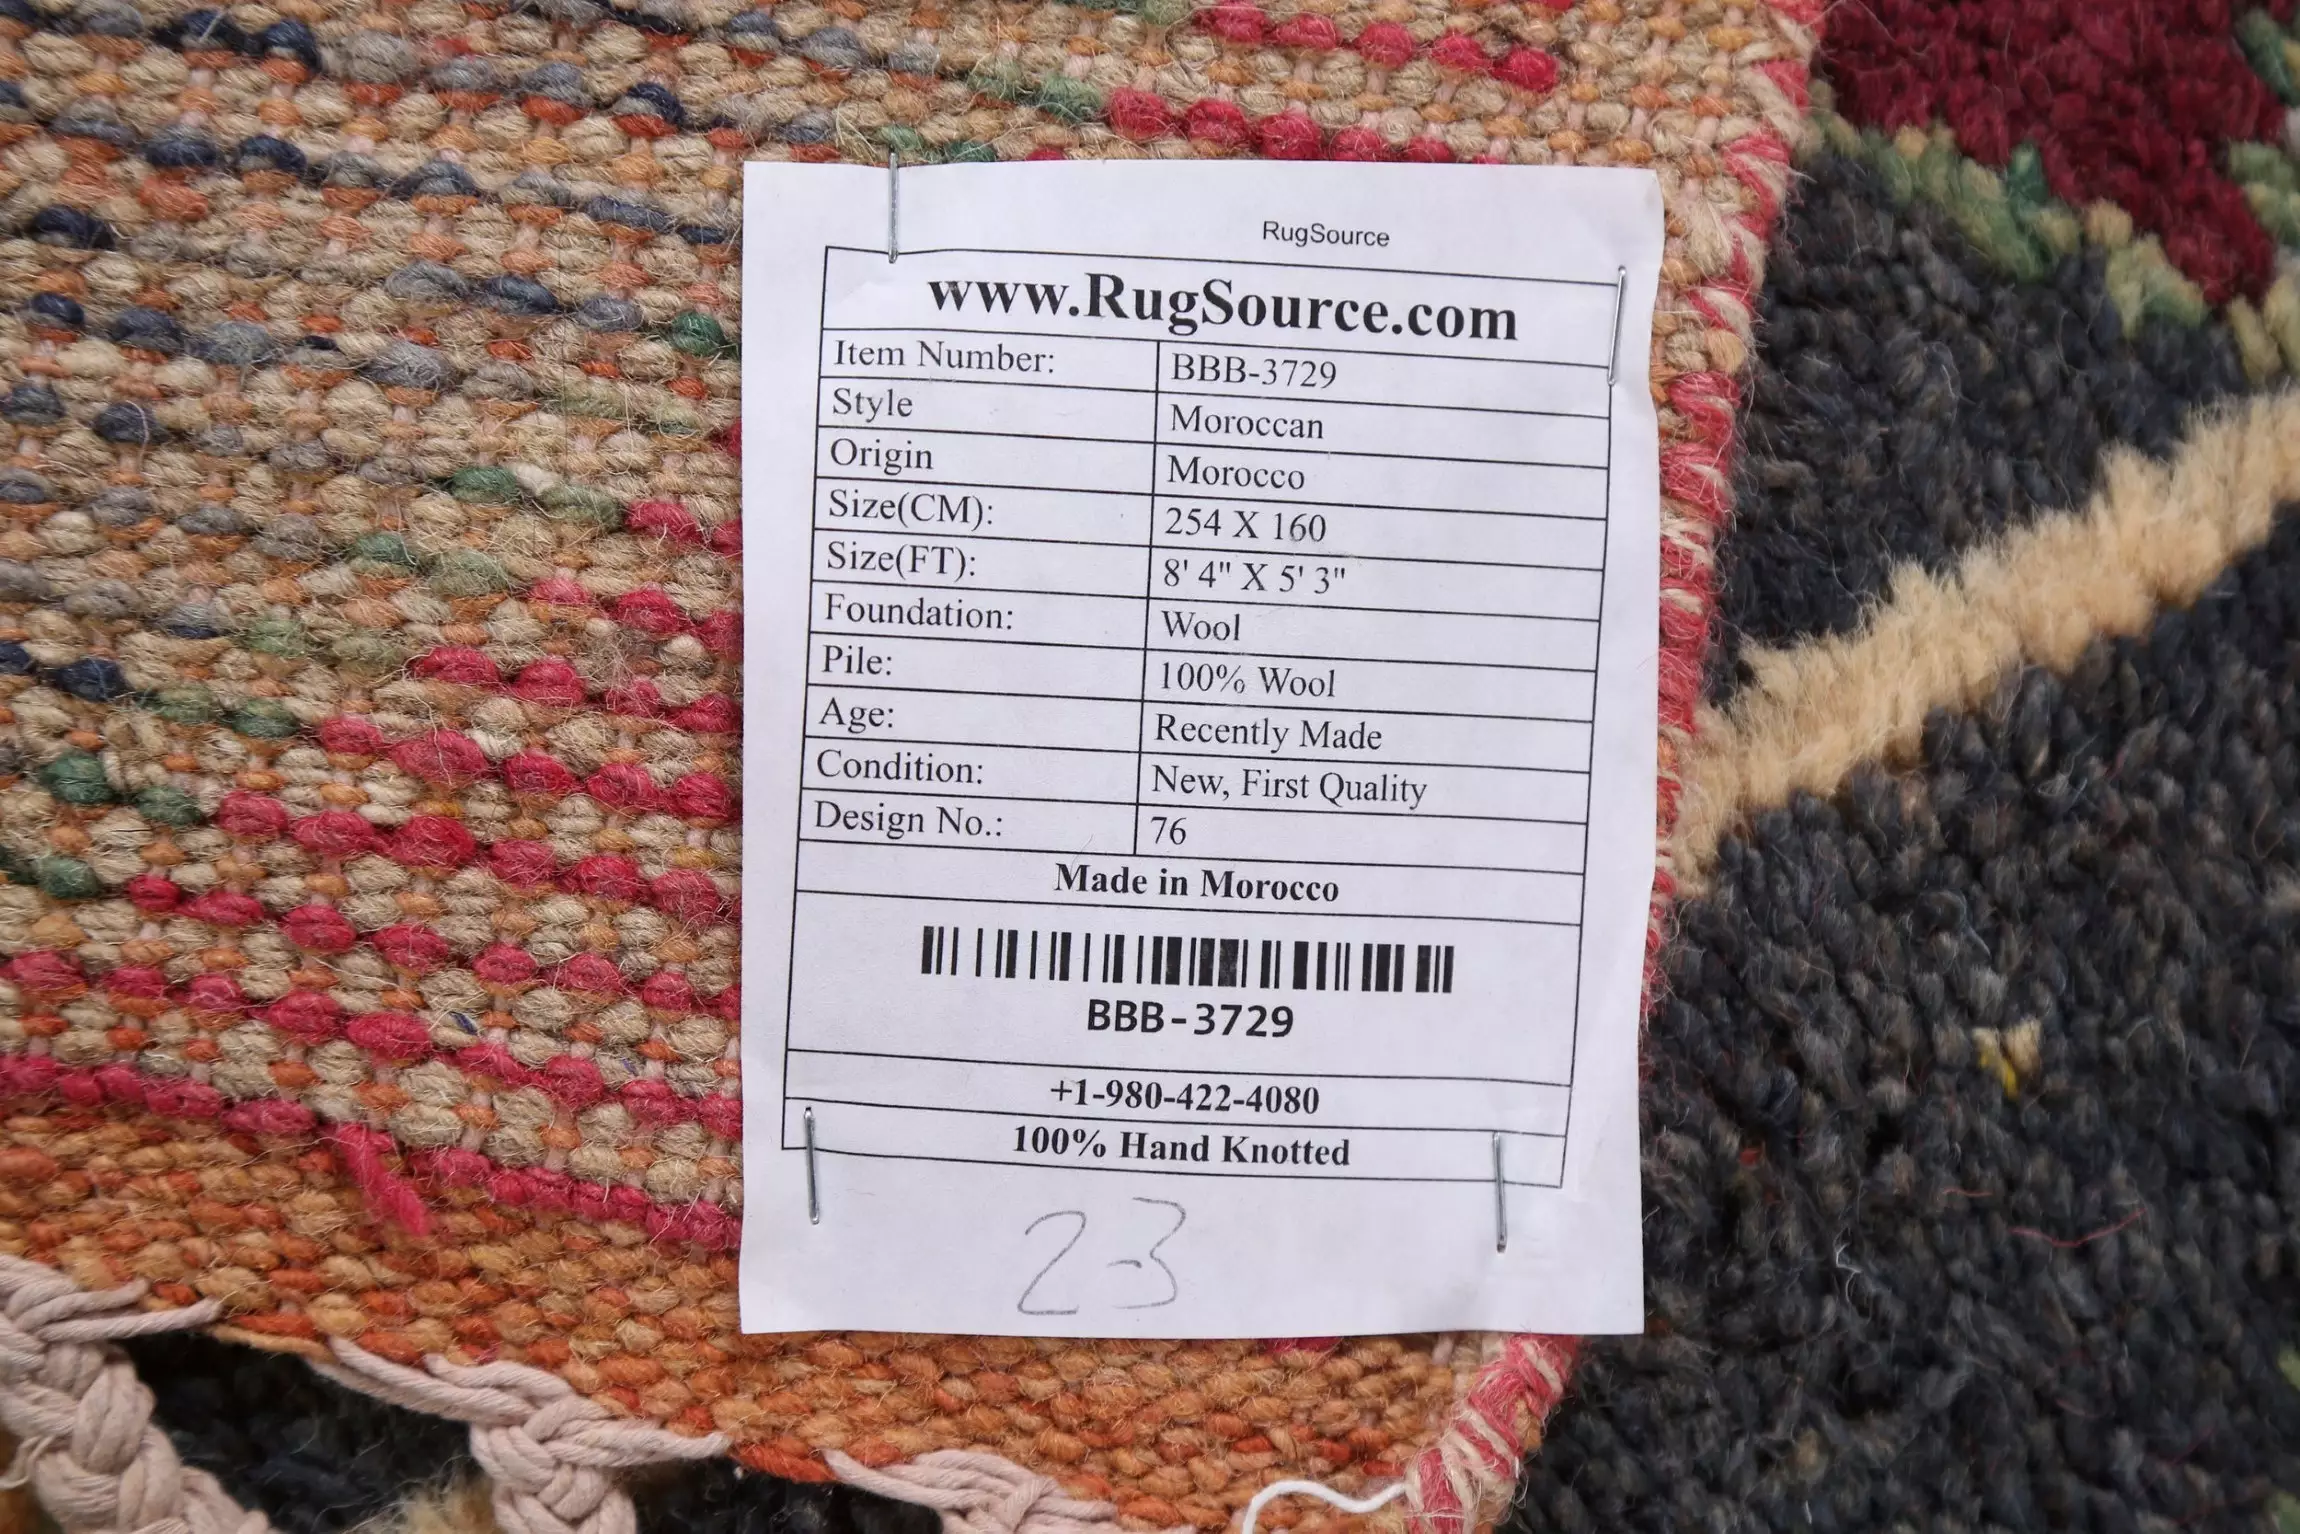 RugSource
www.RugSource.com
Item Number: BBB-3729
Style Moroccan
Origin Morocco
Size(CM): 254 X 160
Size(FT): 8' 4" X 5' 3"
Foundation: Wool
Pile: 100% Wool
Age: Recently Made
Condition: New, First Quality
Design No.: 76
Made in Morocco
BBB-3729
+1-980-422-4080
100% Hand Knotted
2-3